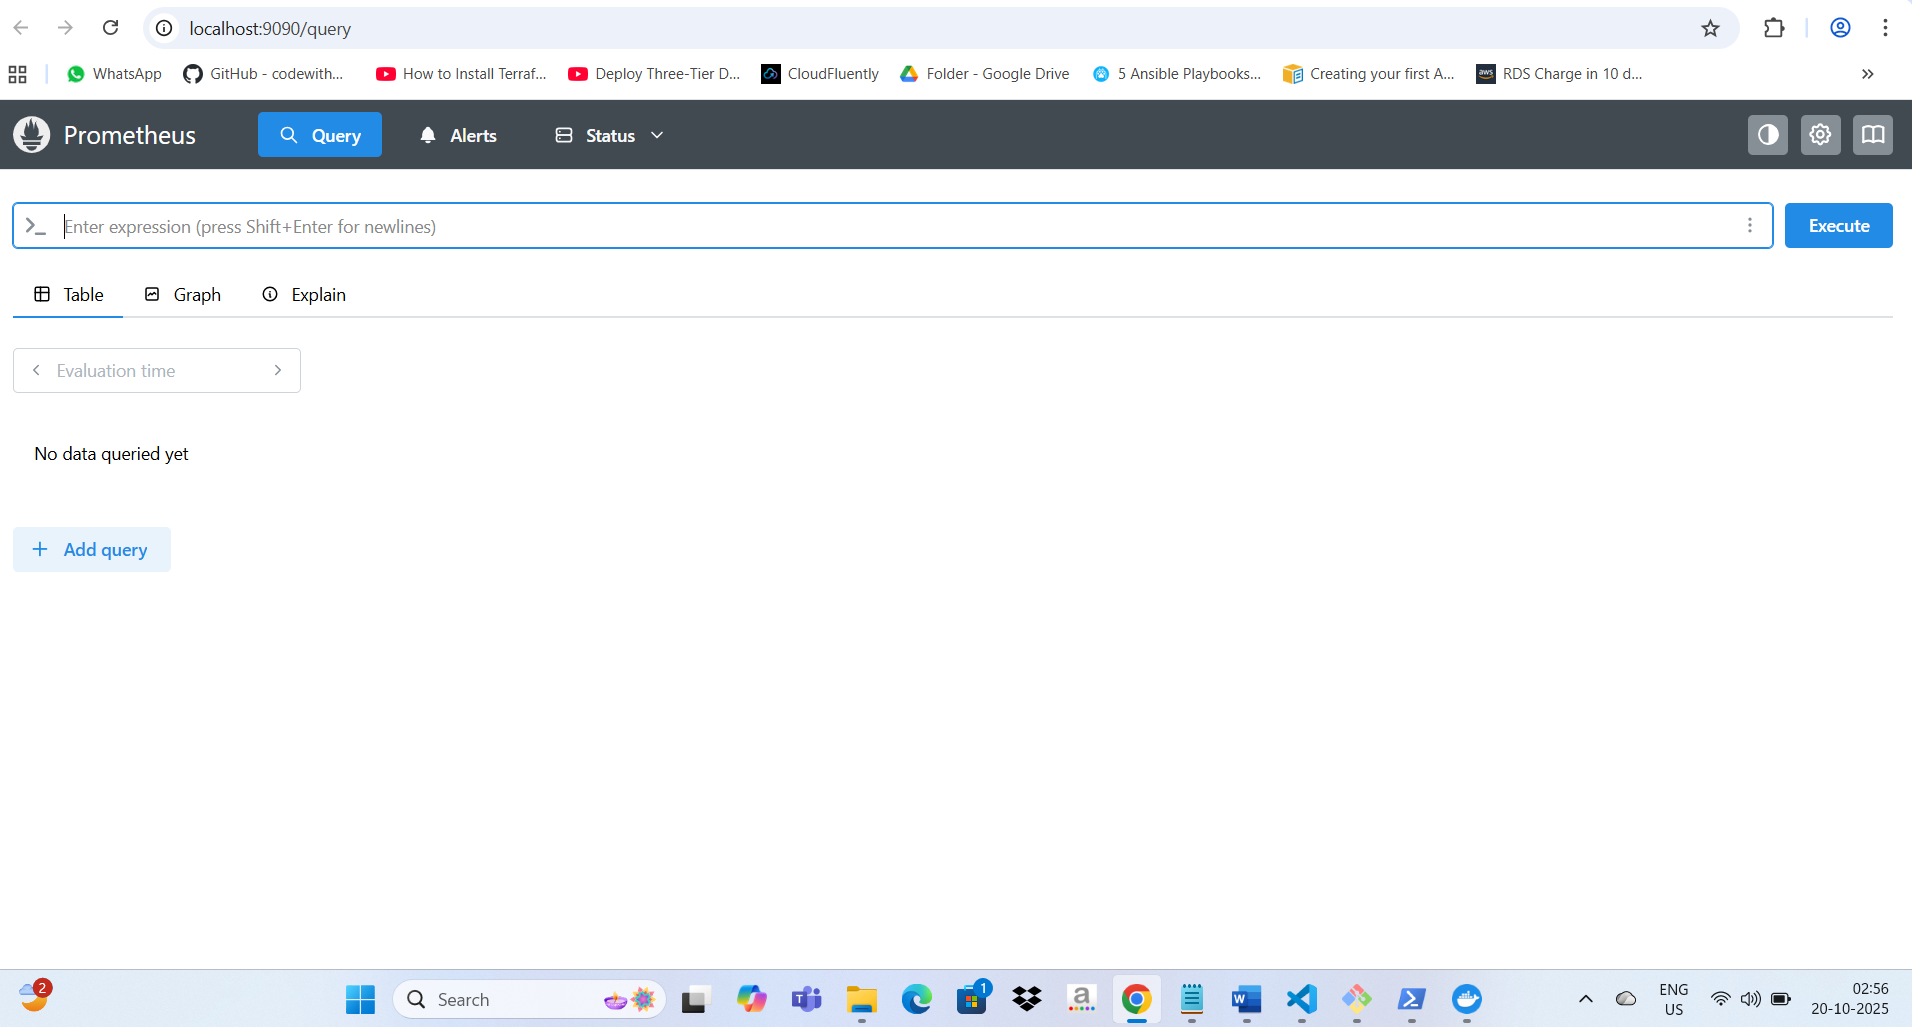 localhost:9090/query
WhatsApp
GitHub - codewith...
How to Install Terraf...
Deploy Three-Tier D...
CloudFluently
Folder - Google Drive
5 Ansible Playbooks...
Creating your first A...
aws
RDS Charge in 10 d...
Prometheus
Query
Alerts
Status
Enter expression (press Shift+Enter for newlines)
Execute
Table
Graph
Explain
Evaluation time
No data queried yet
Add query
2
Search
T
1
a
W
ENG
US
02:56
20-10-2025